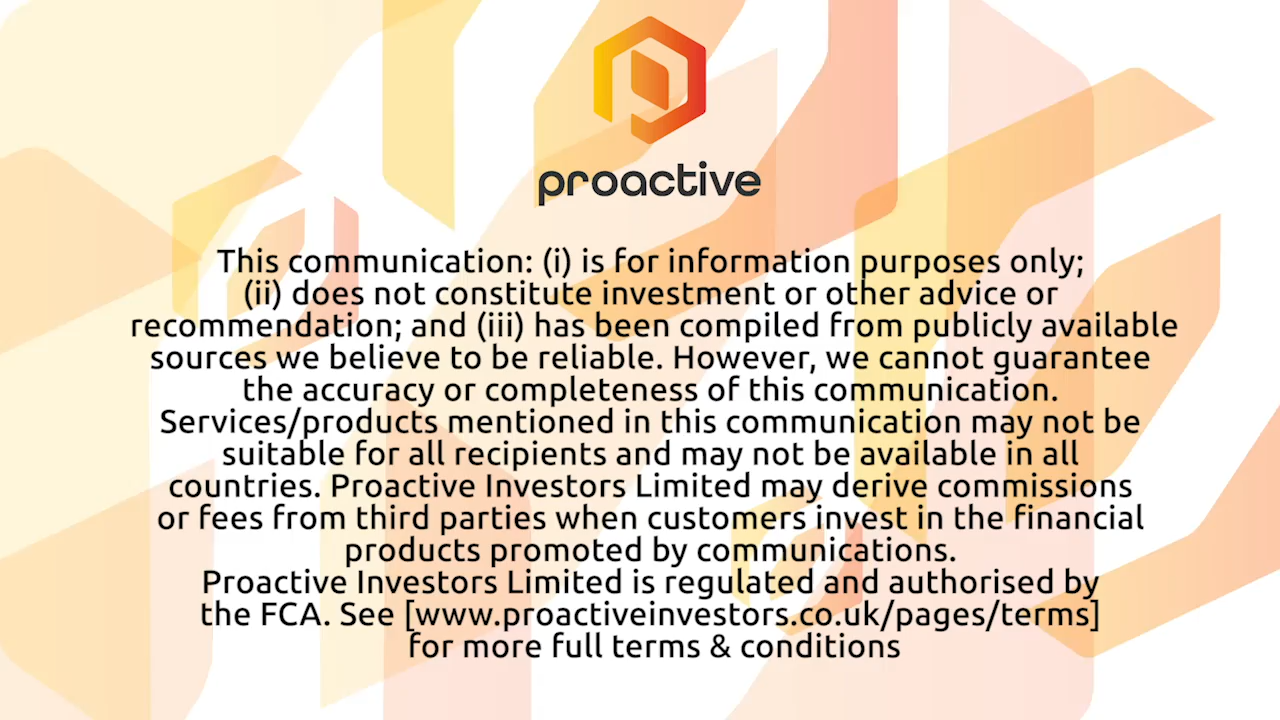 proactive
This communication: (i) is for information purposes only;
(ii) does not constitute investment or other advice or
recommendation; and (iii) has been compiled from publicly available
sources we believe to be reliable. However, we cannot guarantee
the accuracy or completeness of this communication.
Services/products mentioned in this communication may not be
suitable for all recipients and may not be available in all
countries. Proactive Investors Limited may derive commissions
or fees from third parties when customers invest in the financial
products promoted by communications.
Proactive Investors Limited is regulated and authorised by
the FCA. See [www.proactiveinvestors.co.uk/pages/terms]
for more full terms & conditions